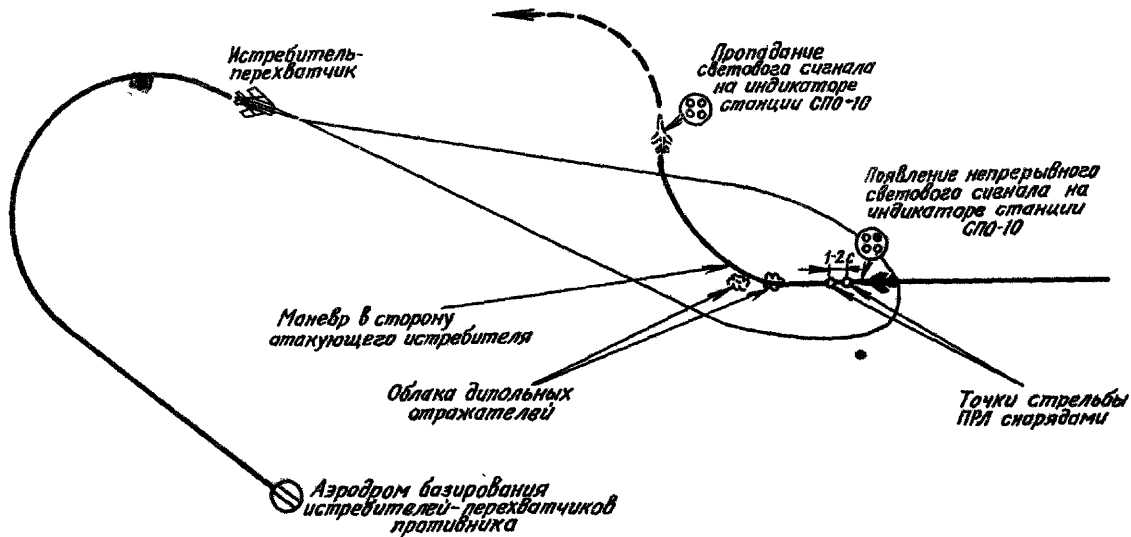 Истребитель-
перехватчик
Пропадание
светового сигнала
на индикаторе
станции СПО-10
Появление непрерывного
светового сигнала на
индикаторе станции
СПО-10
1-2 с
Маневр в сторону
атакующего истребителя
Облака дипольных
отражателей
Точки стрельбы
ПРЛ снарядами
Аэродром базирования
истребителей-перехватчиков
противника